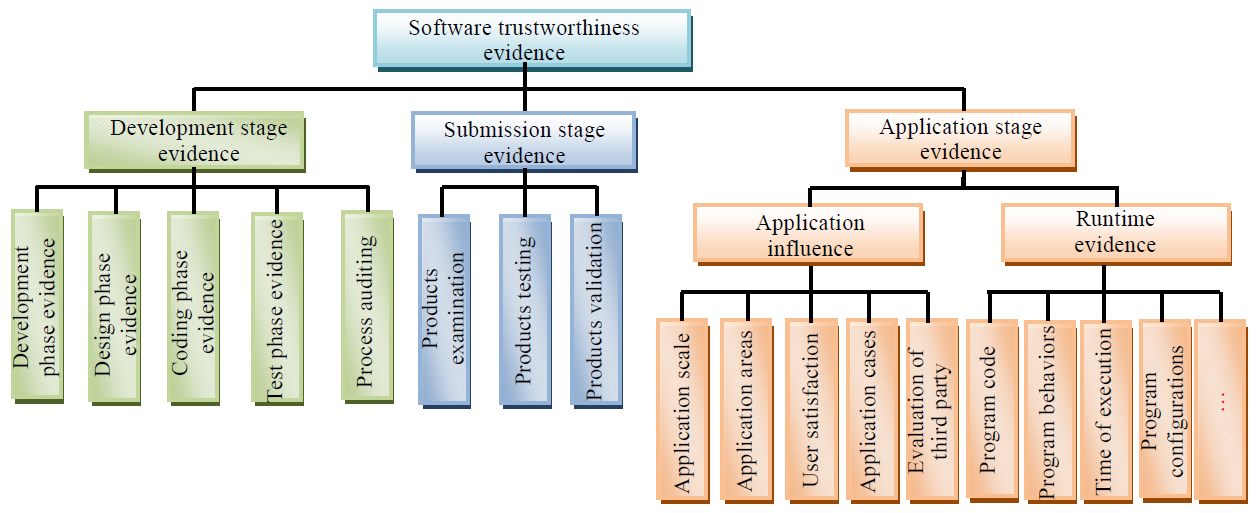 Software trustworthiness
evidence
Development stage
evidence
Submission stage
evidence
Application stage
evidence
Application
influence
Runtime
evidence
Development
phase evidence
Design phase
evidence
Coding phase
evidence
Test phase evidence
Process auditing
Products
examination
Products testing
Products validation
Application scale
Application areas
User satisfaction
Application cases
Evaluation of
third party
Program code
Program behaviors
Time of execution
Program
configurations
...